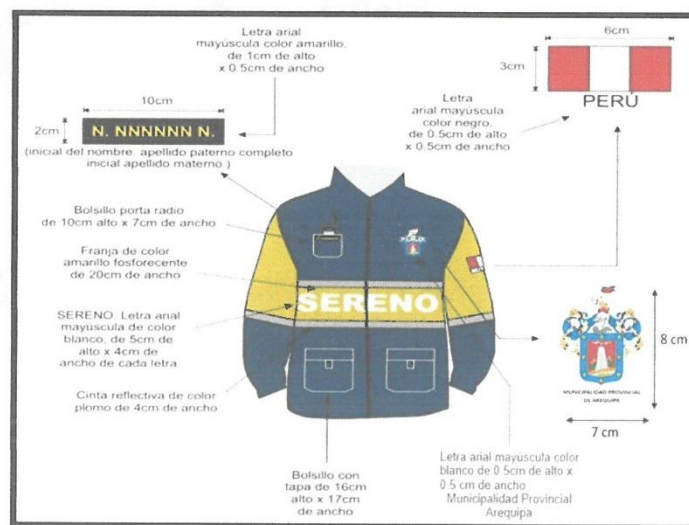 Letra arial
mayúscula color amarillo,
de 1cm de alto
x 0.5cm de ancho
6cm
3cm
PERÚ
10cm
2cm
N. NNNNNN N.
(inicial del nombre. apellido paterno completo
inicial apellido materno.)
Letra
arial mayúscula
color negro,
de 0.5cm de alto
x 0.5cm de ancho
Bolsillo porta radio
de 10cm alto x 7cm de ancho
Franja de color
amarillo fosforecente
de 20cm de ancho
SERENO. Letra arial
mayúscula de color
blanco, de 5cm de
alto x 4cm de
ancho de cada letra
Cinta reflectiva de color
plomo de 4cm de ancho
SERENO
8 cm
MUNICIPALIDAD PROVINCIAL
DE AREQUIPA
7 cm
Bolsillo con
tapa de 16cm
alto x 17cm
de ancho
Letra arial mayúscula color
blanco de 0.5cm de alto x
0.5 cm de ancho
Municipalidad Provincial
Arequipa